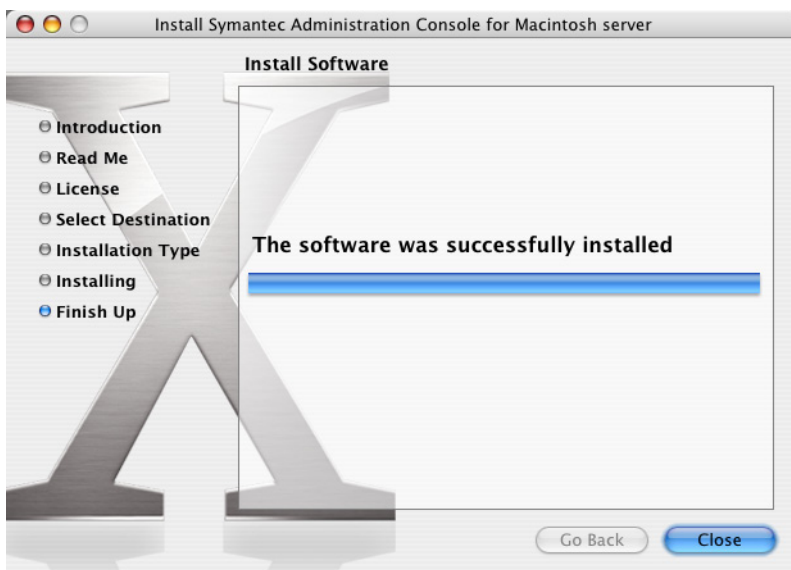 Install Symantec Administration Console for Macintosh server
Install Software
Introduction
Read Me
License
Select Destination
Installation Type
Installing
Finish Up
The software was successfully installed
Go Back
Close